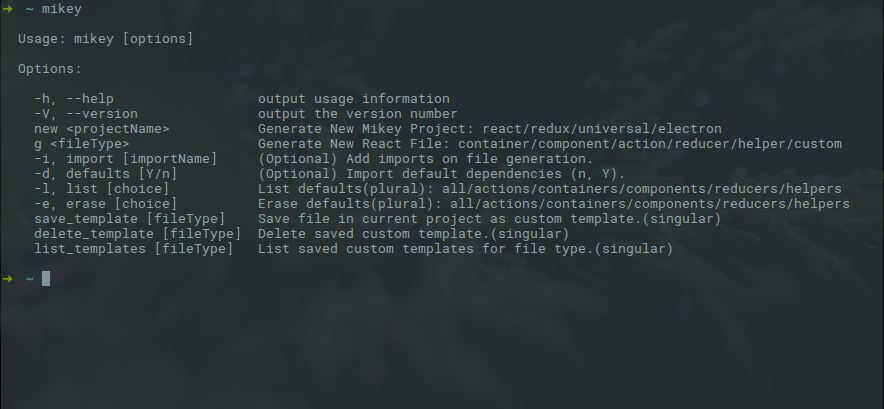 ➜ ~ mikey
Usage: mikey [options]
Options:
-h, --help output usage information
-V, --version output the version number
new <projectName> Generate New Mikey Project: react/redux/universal/electron
g <fileType> Generate New React File: container/component/action/reducer/helper/custom
-i, import [importName] (Optional) Add imports on file generation.
-d, defaults [Y/n] (Optional) Import default dependencies (n, Y).
-l, list [choice] List defaults(plural): all/actions/containers/components/reducers/helpers
-e, erase [choice] Erase defaults(plural): all/actions/containers/components/reducers/helpers
save_template [fileType] Save file in current project as custom template.(singular)
delete_template [fileType] Delete saved custom template.(singular)
list_templates [fileType] List saved custom templates for file type.(singular)
➜ ~